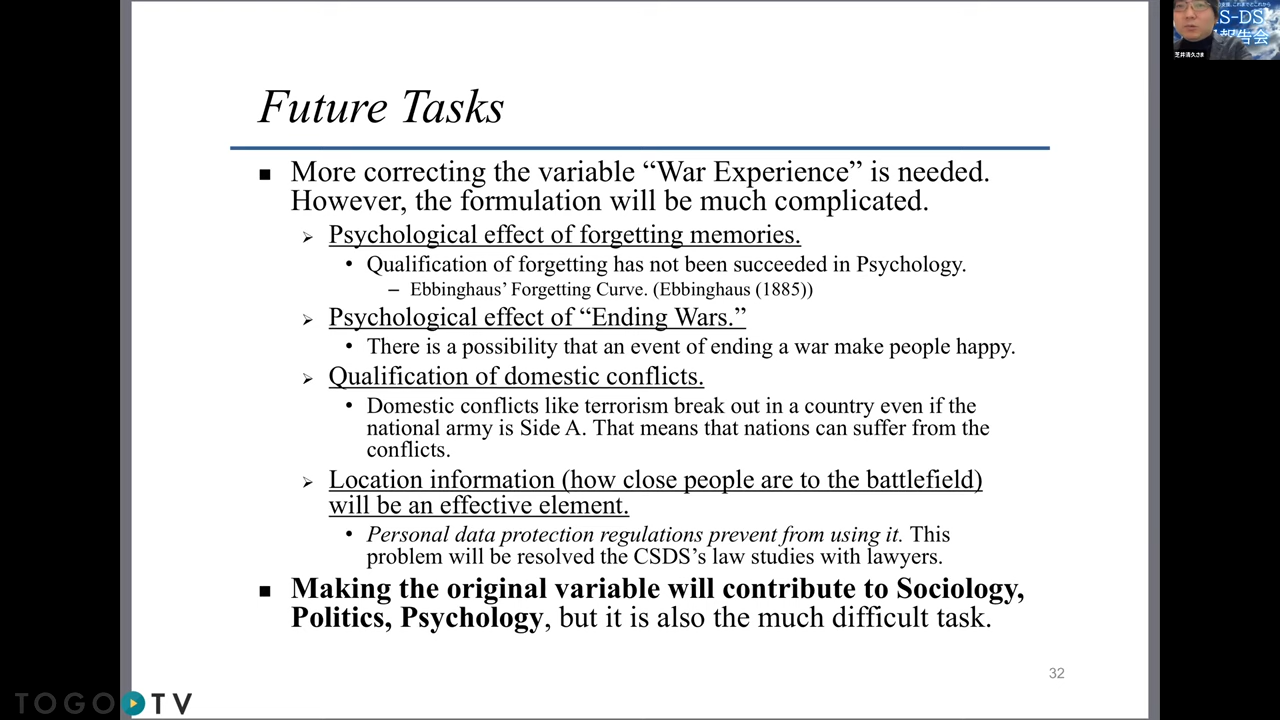 Future Tasks
■ More correcting the variable “War Experience” is needed.
However, the formulation will be much complicated.
➢ Psychological effect of forgetting memories.
• Qualification of forgetting has not been succeeded in Psychology.
– Ebbinghaus’ Forgetting Curve. (Ebbinghaus (1885))
➢ Psychological effect of “Ending Wars.”
• There is a possibility that an event of ending a war make people happy.
➢ Qualification of domestic conflicts.
• Domestic conflicts like terrorism break out in a country even if the
national army is Side A. That means that nations can suffer from the
conflicts.
➢ Location information (how close people are to the battlefield)
will be an effective element.
• Personal data protection regulations prevent from using it. This
problem will be resolved the CSDS’s law studies with lawyers.
■ Making the original variable will contribute to Sociology,
Politics, Psychology, but it is also the much difficult task.
32
TOGO TV
S-DS
報告会